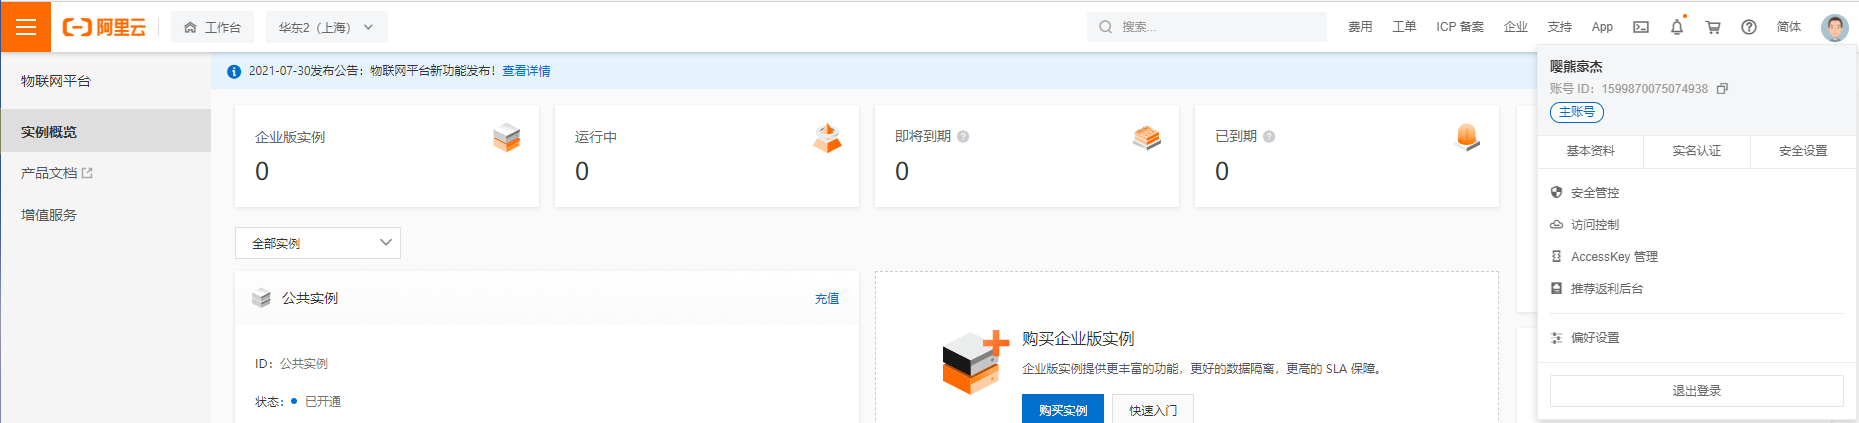 阿里云
工作台
华东2（上海）
搜索...
费用
工单
ICP 备案
企业
支持
App
简体
物联网平台
实例概览
产品文档
增值服务
2021-07-30发布公告：物联网平台新功能发布！查看详情
企业版实例
0
运行中
0
即将到期
0
已到期
0
全部实例
公共实例
充值
ID：公共实例
状态：已开通
购买企业版实例
企业版实例提供更丰富的功能，更好的数据隔离，更高的 SLA 保障。
购买实例
快速入门
嘤熊豪杰
账号 ID：1599870075074938
主账号
基本资料
实名认证
安全设置
安全管控
访问控制
AccessKey 管理
推荐返利后台
偏好设置
退出登录